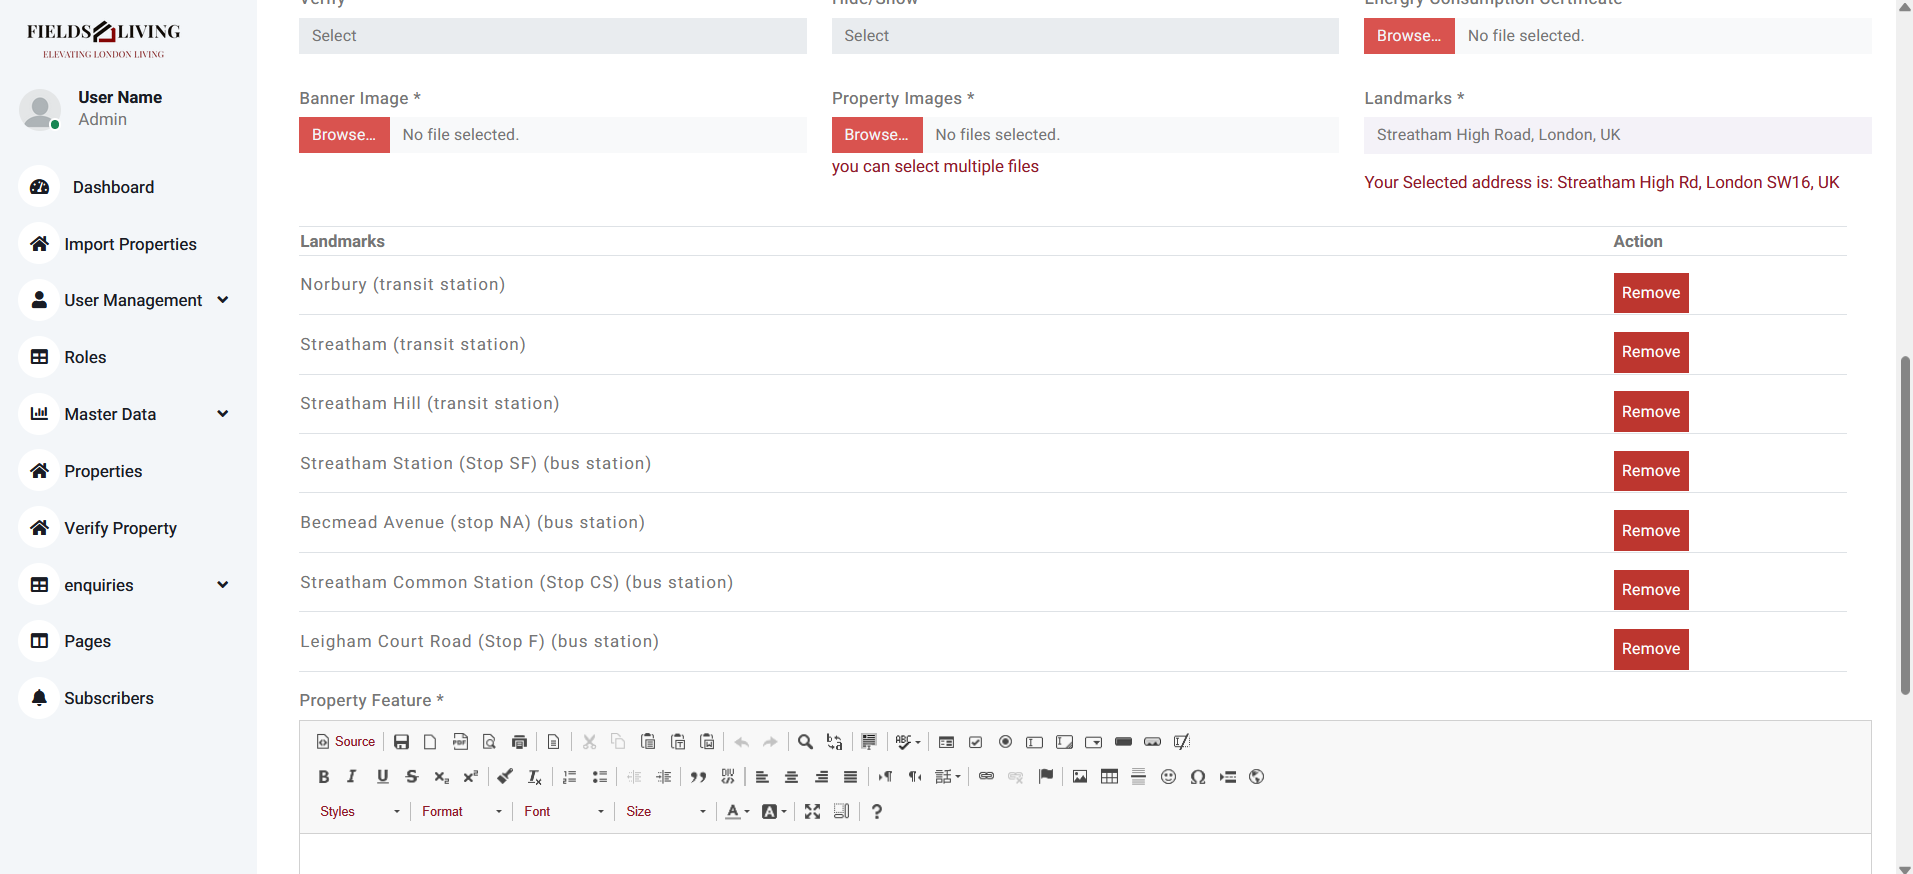 FIELDS LIVING
ELEVATING LONDON LIVING
User Name
Admin
Dashboard
Import Properties
User Management
Roles
Master Data
Properties
Verify Property
enquiries
Pages
Subscribers
Verify
Hide/Show
Energry Consumption Certificate
Select
Select
Browse... No file selected.
Banner Image *
Property Images *
Landmarks *
Browse... No file selected.
Browse... No files selected.
Streatham High Road, London, UK
you can select multiple files
Your Selected address is: Streatham High Rd, London SW16, UK
Landmarks Action
Norbury (transit station) Remove
Streatham (transit station) Remove
Streatham Hill (transit station) Remove
Streatham Station (Stop SF) (bus station) Remove
Becmead Avenue (stop NA) (bus station) Remove
Streatham Common Station (Stop CS) (bus station) Remove
Leigham Court Road (Stop F) (bus station) Remove
Property Feature *
Source
Styles Format Font Size